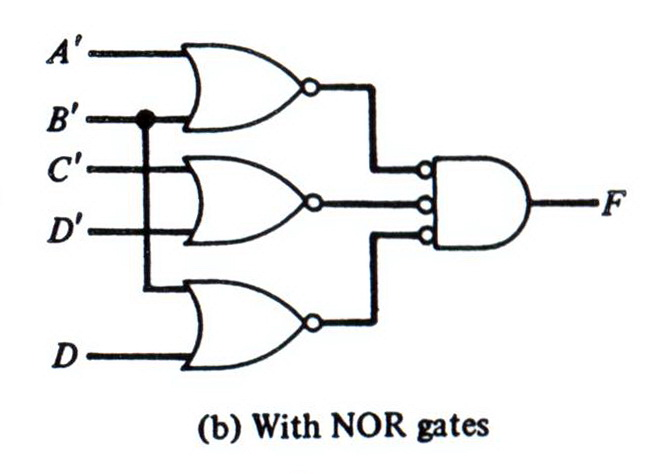 A'
B'
C'
D'
D
F
(b) With NOR gates